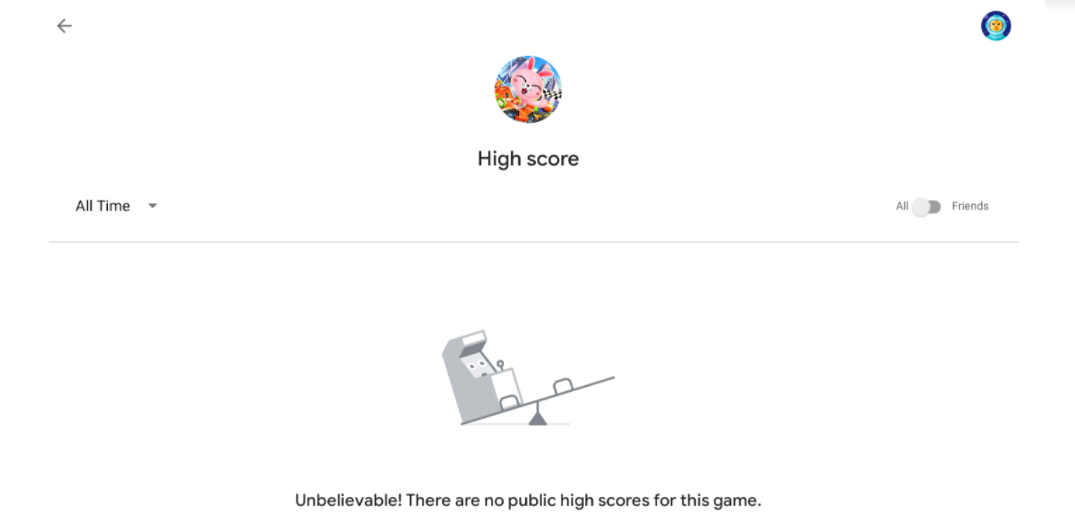 High score
All Time
All Friends
Unbelievable! There are no public high scores for this game.